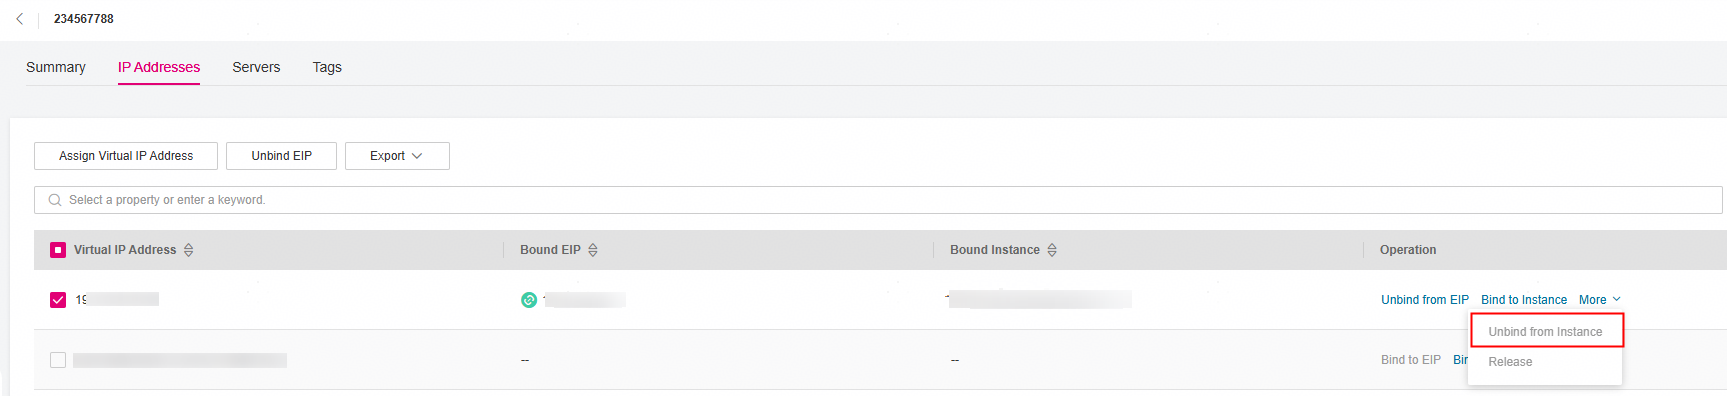 234567788
Summary IP Addresses Servers Tags
Assign Virtual IP Address Unbind EIP Export
Select a property or enter a keyword.
Virtual IP Address Bound EIP Bound Instance Operation
19 Unbind from EIP Bind to Instance More
Unbind from Instance
-- -- Bind to EIP
Release